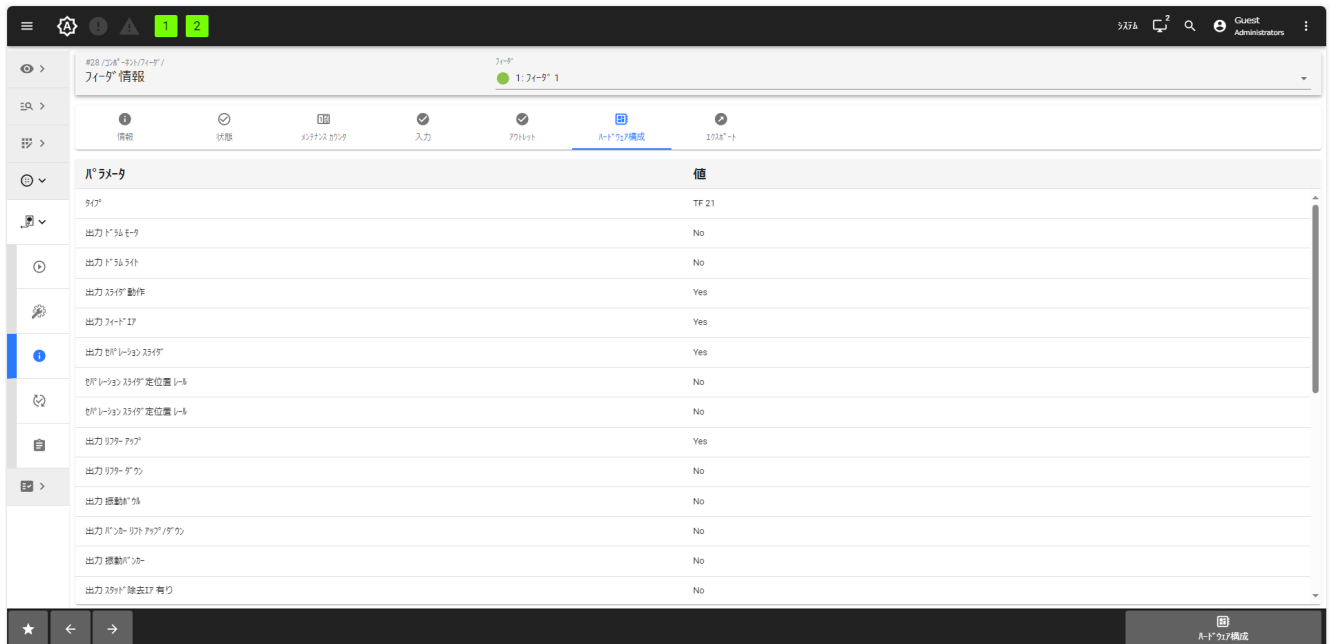 1 2 ｼｽﾃﾑ 2 Guest
Administrators
#28 /ｺﾝﾎﾟｰﾈﾝﾄ/ﾌｨｰﾀﾞ/
ﾌｨｰﾀﾞ情報
ﾌｨｰﾀﾞ
1: ﾌｨｰﾀﾞ 1
情報 状態 ﾒﾝﾃﾅﾝｽ ｶｳﾝﾀ 入力 ｱｳﾄﾚｯﾄ ﾊｰﾄﾞｳｪｱ構成 ｴｸｽﾎﾟｰﾄ
ﾊﾟﾗﾒｰﾀ 値
ﾀｲﾌﾟ TF 21
出力 ﾄﾞﾗﾑ ﾓｰﾀ No
出力 ﾄﾞﾗﾑ ﾗｲﾄ No
出力 ｽﾗｲﾀﾞ動作 Yes
出力 ﾌｨｰﾄﾞｴｱ Yes
出力 ｾﾊﾟﾚｰｼｮﾝ ｽﾗｲﾀﾞ Yes
ｾﾊﾟﾚｰｼｮﾝ ｽﾗｲﾀﾞ定位置 ﾚｰﾙ No
ｾﾊﾟﾚｰｼｮﾝ ｽﾗｲﾀﾞ定位置 ﾚｰﾙ No
出力 ﾘﾌﾀｰ ｱｯﾌﾟ Yes
出力 ﾘﾌﾀｰ ﾀﾞｳﾝ No
出力 振動ﾎﾞｳﾙ No
出力 ﾊﾞﾝｶｰ ﾘﾌﾄ ｱｯﾌﾟ/ﾀﾞｳﾝ No
出力 振動ﾊﾞﾝｶｰ No
出力 ｽﾀｯﾄﾞ除去ｴｱ 有り No
ﾊｰﾄﾞｳｪｱ構成